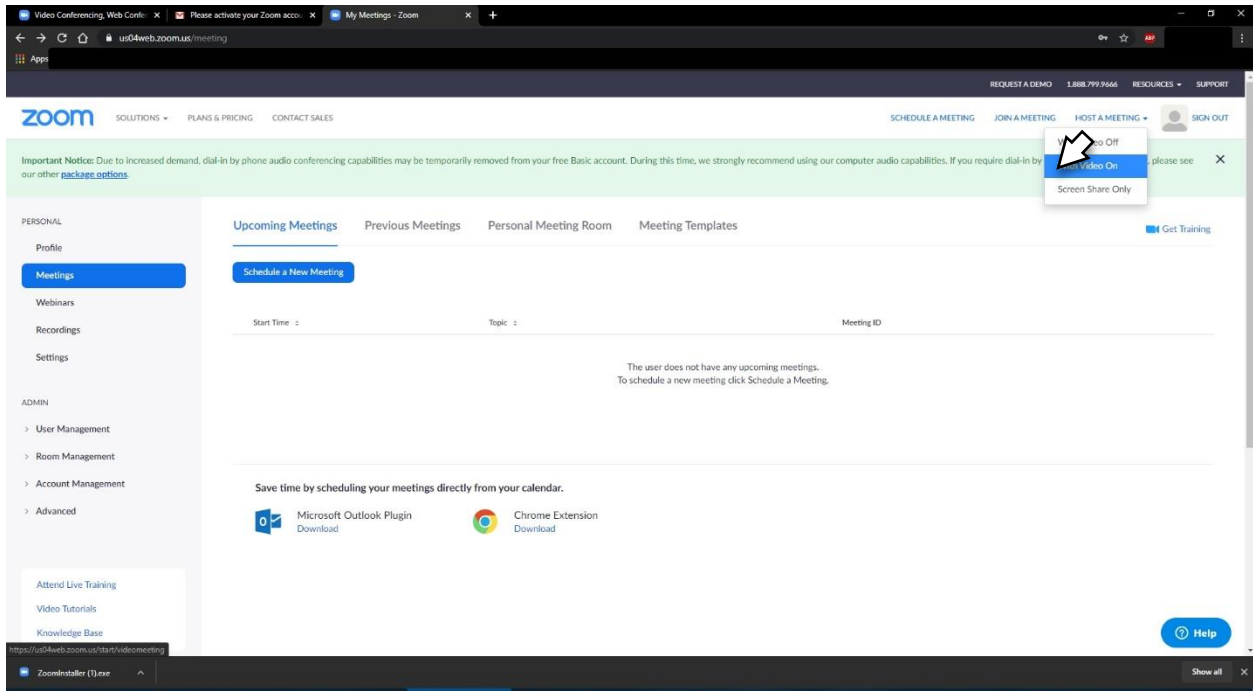 Video Conferencing, Web Confe
Please activate your Zoom accou
My Meetings - Zoom
us04web.zoom.us/meeting
ABP
Apps
REQUEST A DEMO 1.888.799.9666 RESOURCES SUPPORT
zoom SOLUTIONS PLANS & PRICING CONTACT SALES SCHEDULE A MEETING JOIN A MEETING HOST A MEETING SIGN OUT
Video Off
With Video On
Screen Share Only
Important Notice: Due to increased demand, dial-in by phone audio conferencing capabilities may be temporarily removed from your free Basic account. During this time, we strongly recommend using our computer audio capabilities. If you require dial-in by please see
our other package options.
PERSONAL
Profile
Meetings
Webinars
Recordings
Settings
ADMIN
User Management
Room Management
Account Management
Advanced
Attend Live Training
Video Tutorials
Knowledge Base
Upcoming Meetings Previous Meetings Personal Meeting Room Meeting Templates
Get Training
Schedule a New Meeting
Start Time Topic Meeting ID
The user does not have any upcoming meetings.
To schedule a new meeting click Schedule a Meeting.
Save time by scheduling your meetings directly from your calendar.
Microsoft Outlook Plugin
Download
Chrome Extension
Download
Help
https://us04web.zoom.us/start/videomeeting
ZoomInstaller (1).exe
Show all